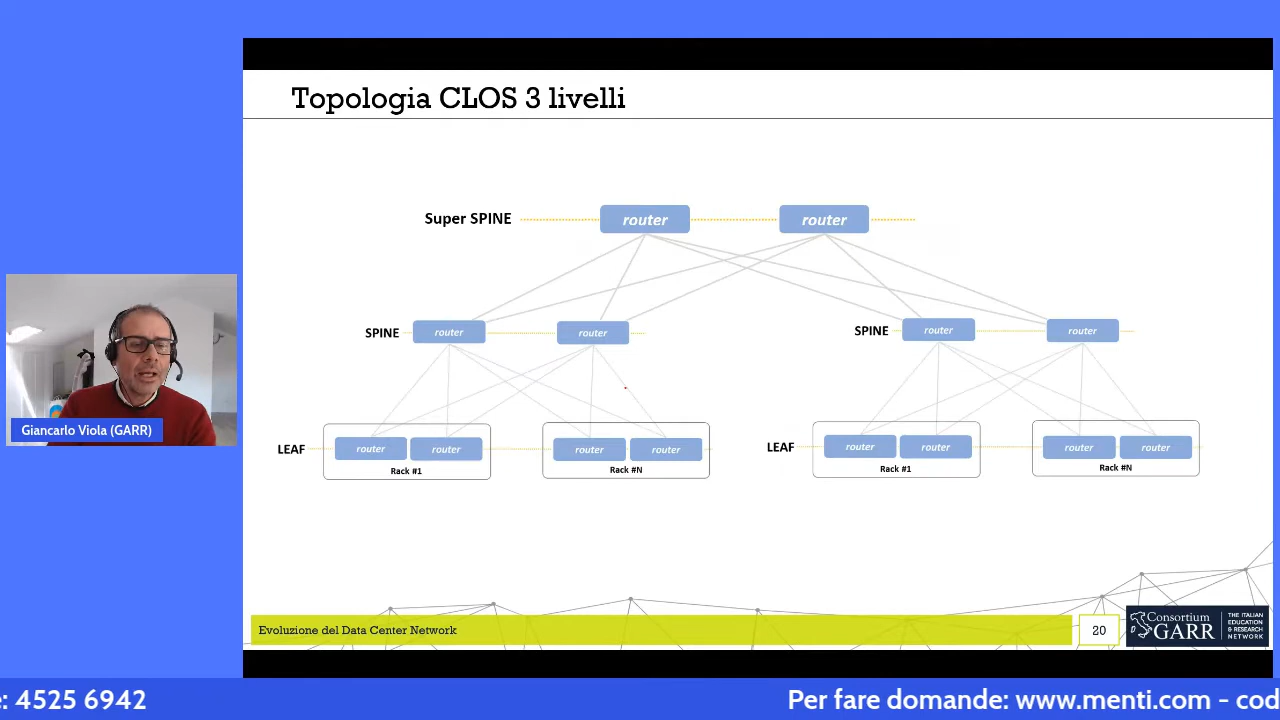 Topologia CLOS 3 livelli
Super SPINE
router
router
SPINE
router
router
SPINE
router
router
LEAF
router
router
Rack #1
router
router
Rack #N
LEAF
router
router
Rack #1
router
router
Rack #N
Giancarlo Viola (GARR)
Evoluzione del Data Center Network
20
Consortium
GARR
THE ITALIAN
EDUCATION
& RESEARCH
NETWORK
: 4525 6942
Per fare domande: www.menti.com - cod